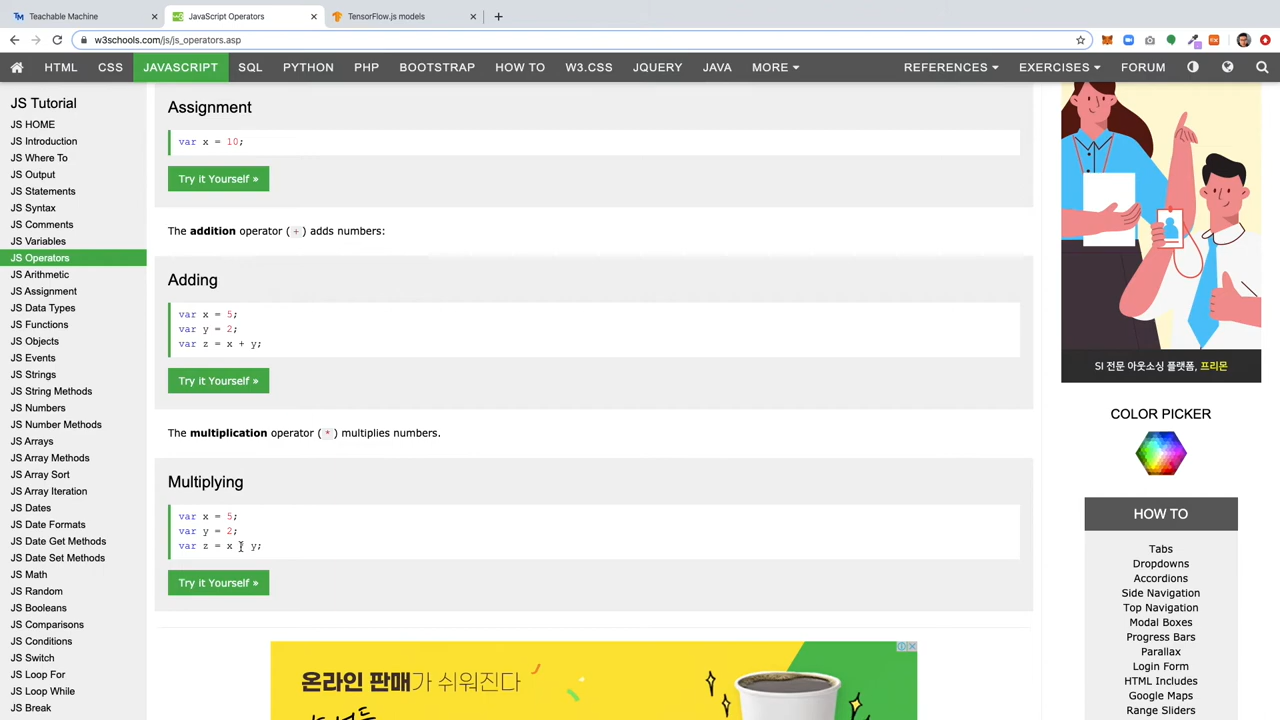 Teachable Machine
JavaScript Operators
TensorFlow.js models
w3schools.com/js/js_operators.asp
HTML CSS JAVASCRIPT SQL PYTHON PHP BOOTSTRAP HOW TO W3.CSS JQUERY JAVA MORE REFERENCES EXERCISES FORUM
JS Tutorial
JS HOME
JS Introduction
JS Where To
JS Output
JS Statements
JS Syntax
JS Comments
JS Variables
JS Operators
JS Arithmetic
JS Assignment
JS Data Types
JS Functions
JS Objects
JS Events
JS Strings
JS String Methods
JS Numbers
JS Number Methods
JS Arrays
JS Array Methods
JS Array Sort
JS Array Iteration
JS Dates
JS Date Formats
JS Date Get Methods
JS Date Set Methods
JS Math
JS Random
JS Booleans
JS Comparisons
JS Conditions
JS Switch
JS Loop For
JS Loop While
JS Break
Assignment
var x = 10;
Try it Yourself »
The addition operator (+) adds numbers:
Adding
var x = 5;
var y = 2;
var z = x + y;
Try it Yourself »
The multiplication operator (*) multiplies numbers.
Multiplying
var x = 5;
var y = 2;
var z = x y;
Try it Yourself »
온라인 판매가 쉬워진다
SI 전문 아웃소싱 플랫폼, 프리몬
COLOR PICKER
HOW TO
Tabs
Dropdowns
Accordions
Side Navigation
Top Navigation
Modal Boxes
Progress Bars
Parallax
Login Form
HTML Includes
Google Maps
Range Sliders